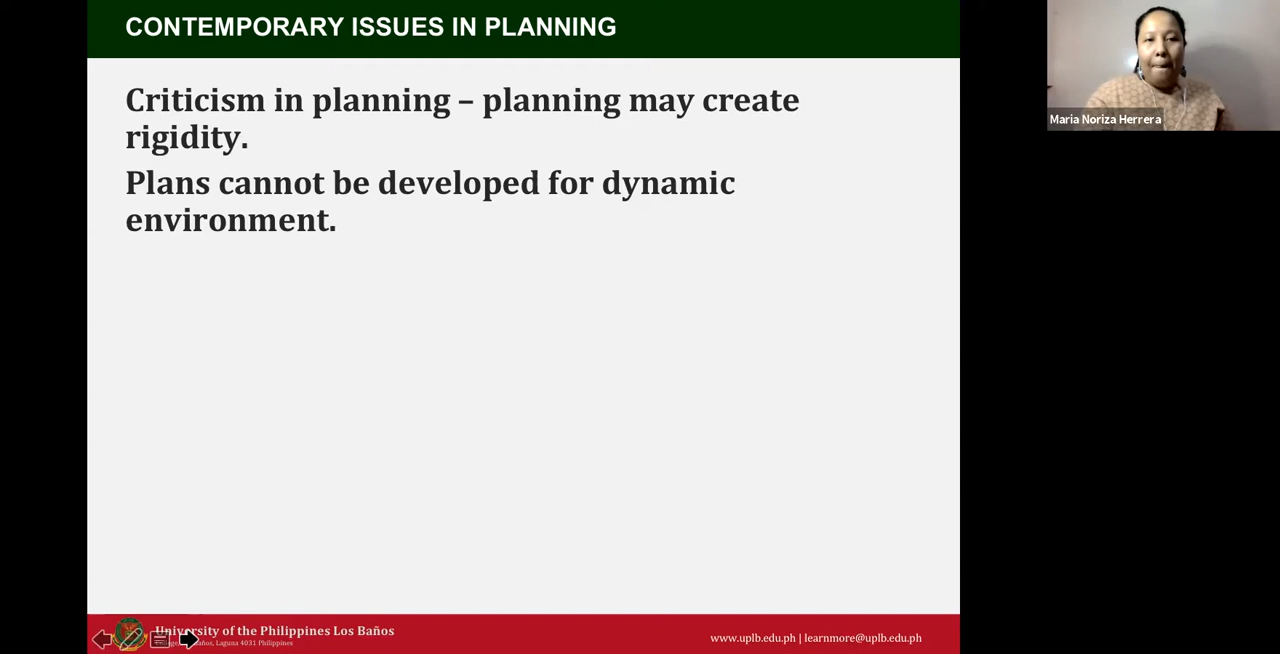 CONTEMPORARY ISSUES IN PLANNING
Criticism in planning – planning may create
rigidity.
Plans cannot be developed for dynamic
environment.
Maria Noriza Herrera
University of the Philippines Los Baños
Laguna 4031 Philippines
www.uplb.edu.ph | learnmore@uplb.edu.ph